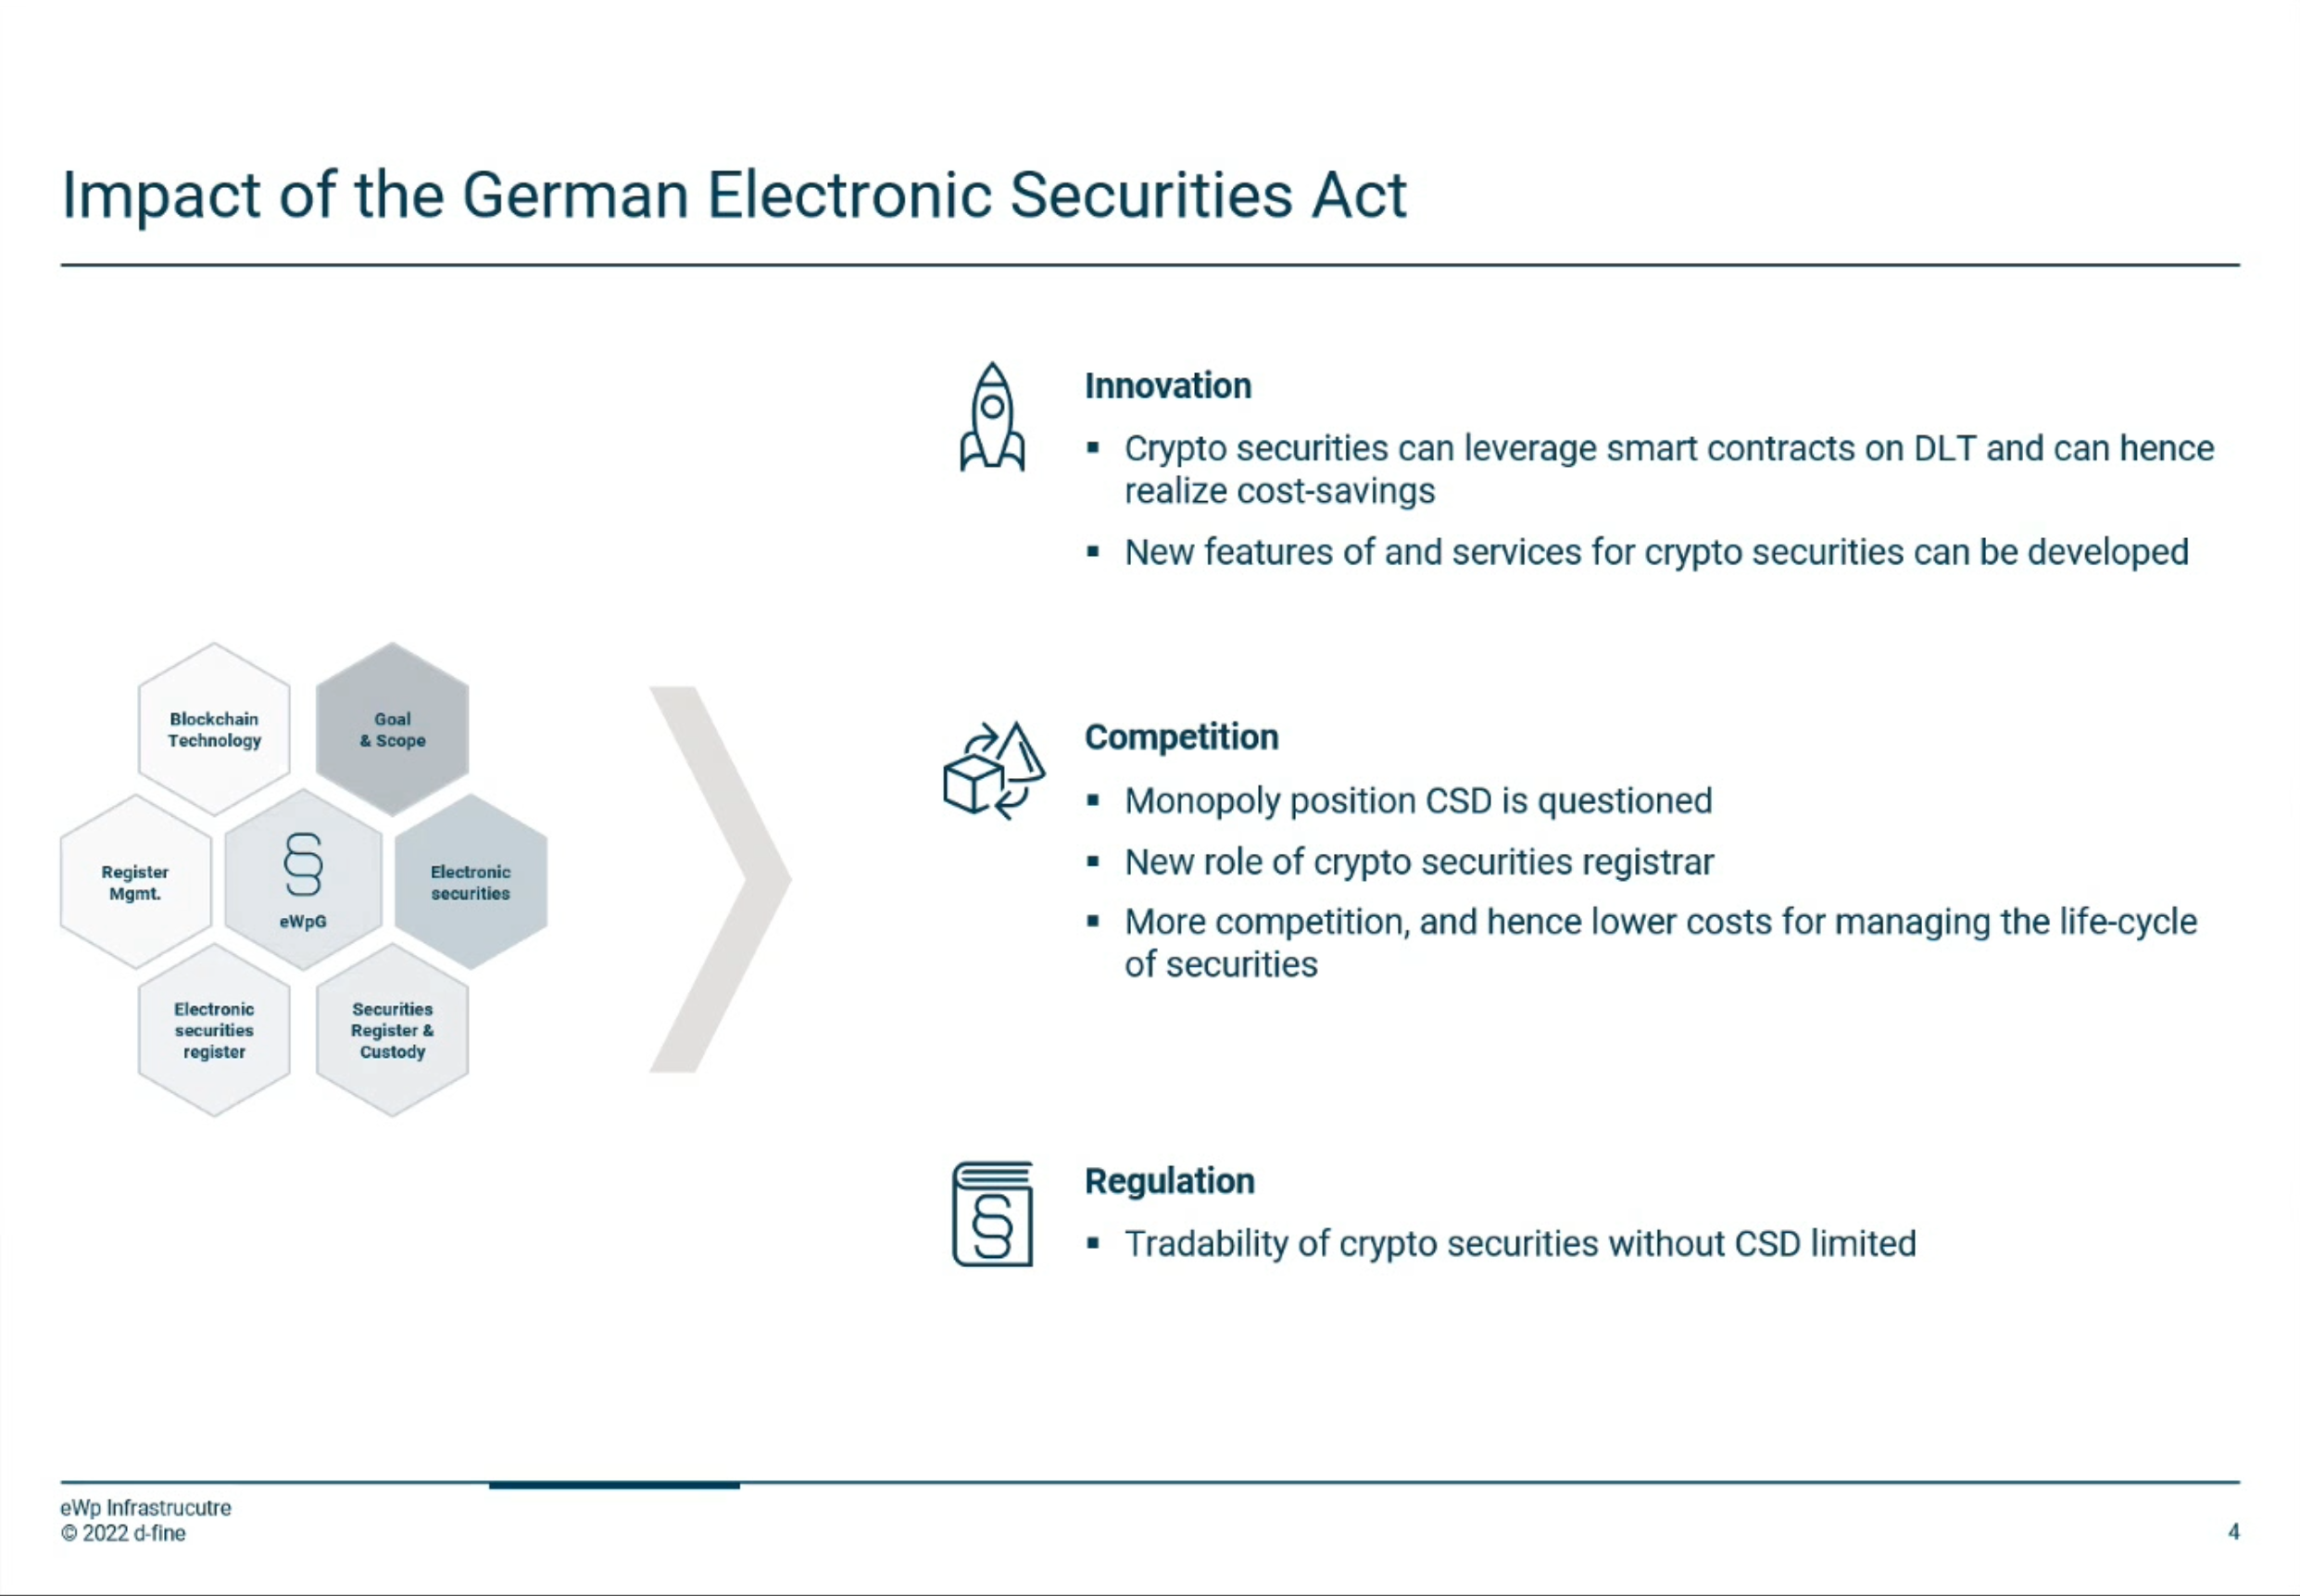 Impact of the German Electronic Securities Act
Blockchain
Technology
Goal
& Scope
Register
Mgmt.
§
eWpG
Electronic
securities
Electronic
securities
register
Securities
Register &
Custody
Innovation
▪ Crypto securities can leverage smart contracts on DLT and can hence
realize cost-savings
▪ New features of and services for crypto securities can be developed
Competition
▪ Monopoly position CSD is questioned
▪ New role of crypto securities registrar
▪ More competition, and hence lower costs for managing the life-cycle
of securities
§
Regulation
▪ Tradability of crypto securities without CSD limited
eWp Infrastrucutre
© 2022 d-fine
4